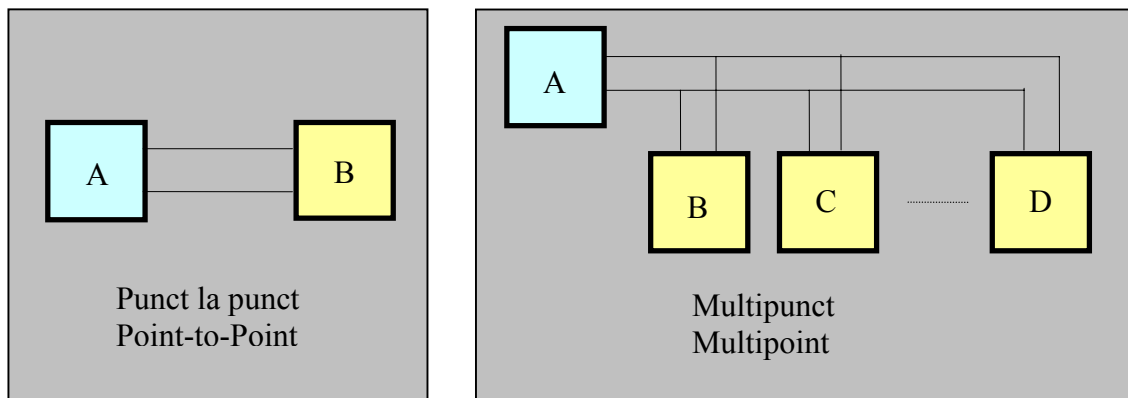 A
B
Punct la punct
Point-to-Point
A
B
C
D
Multipunct
Multipoint